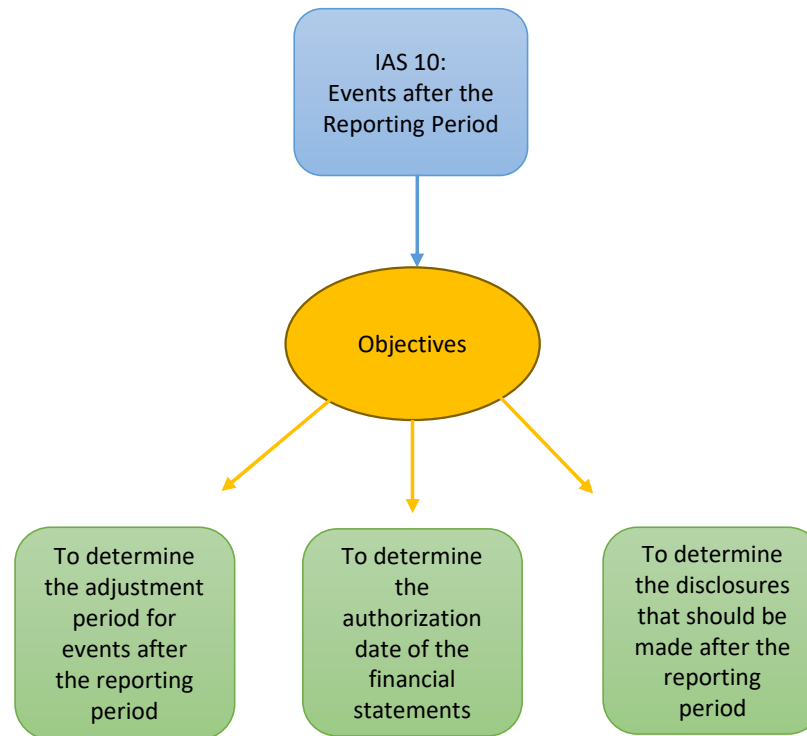 IAS 10:
Events after the
Reporting Period
Objectives
To determine
the adjustment
period for
events after
the reporting
period
To determine
the
authorization
date of the
financial
statements
To determine
the disclosures
that should be
made after the
reporting
period